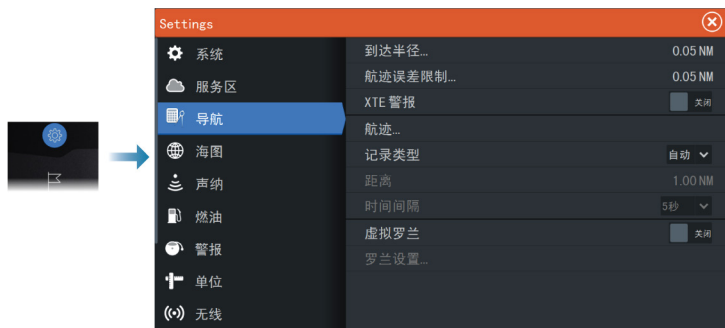 Settings
系统
服务区
导航
海图
声纳
燃油
警报
单位
无线
到达半径... 0.05 NM
航迹误差限制... 0.05 NM
XTE 警报 关闭
航迹...
记录类型 自动
距离 1.00 NM
时间间隔 5秒
虚拟罗兰 关闭
罗兰设置...